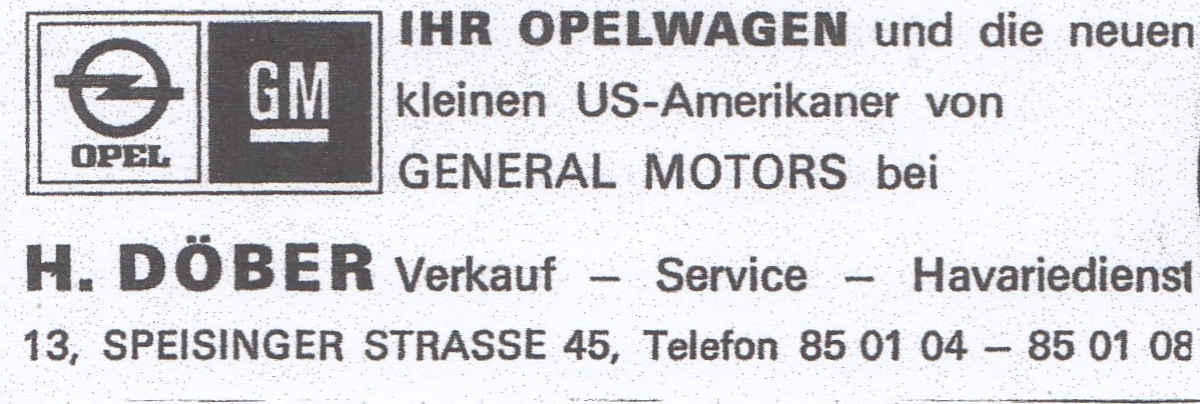 IHR OPELWAGEN und die neuen
kleinen US-Amerikaner von
GENERAL MOTORS bei
OPEL
GM
H. DÖBER Verkauf – Service – Havariedienst
13, SPEISINGER STRASSE 45, Telefon 85 01 04 – 85 01 08